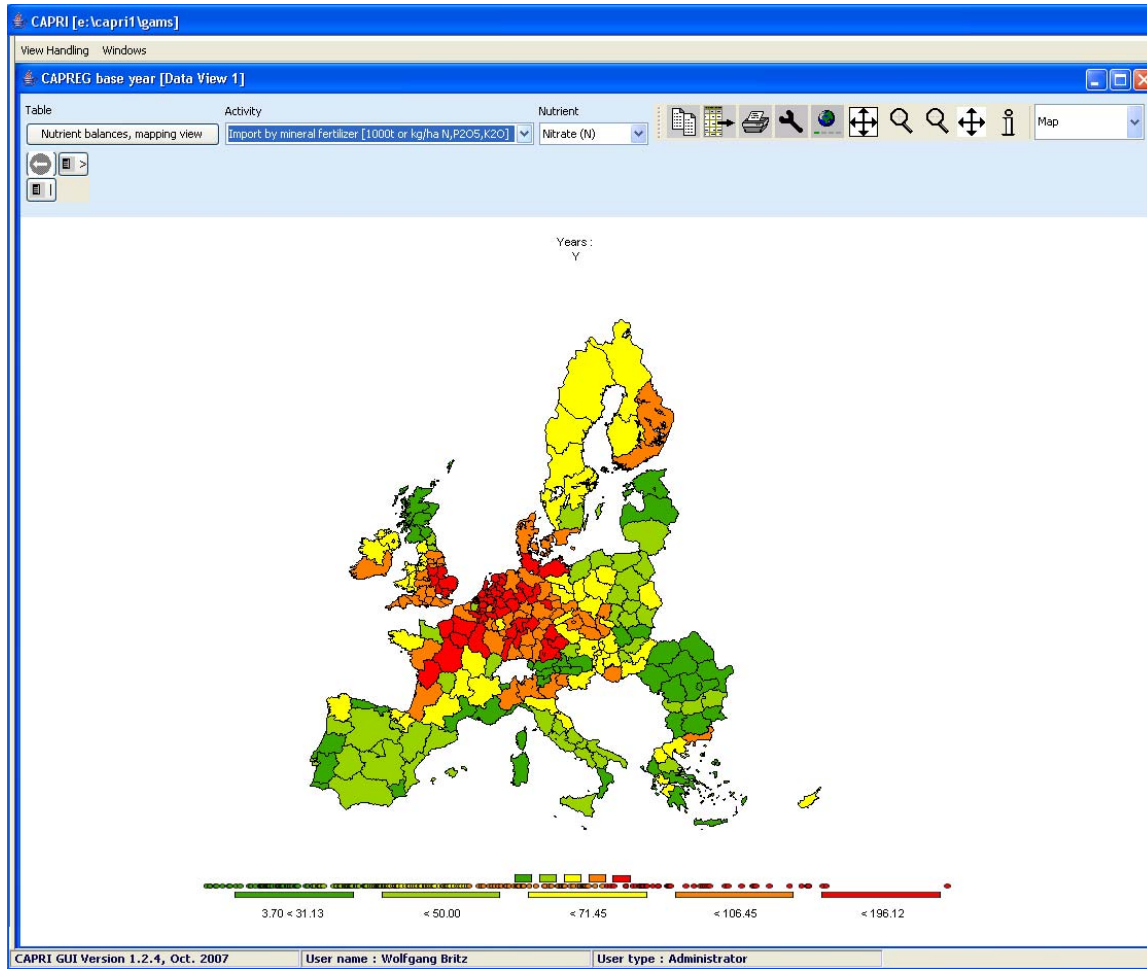 CAPRI [e:\capri1\gams]
View Handling Windows
CAPREG base year [Data View 1]
Table Activity Nutrient
Nutrient balances, mapping view Import by mineral fertilizer [1000t or kg/ha N,P2O5,K2O] Nitrate (N) Map
Years :
Y
3.70 < 31.13 < 50.00 < 71.45 < 106.45 < 196.12
CAPRI GUI Version 1.2.4, Oct. 2007 User name : Wolfgang Britz User type : Administrator